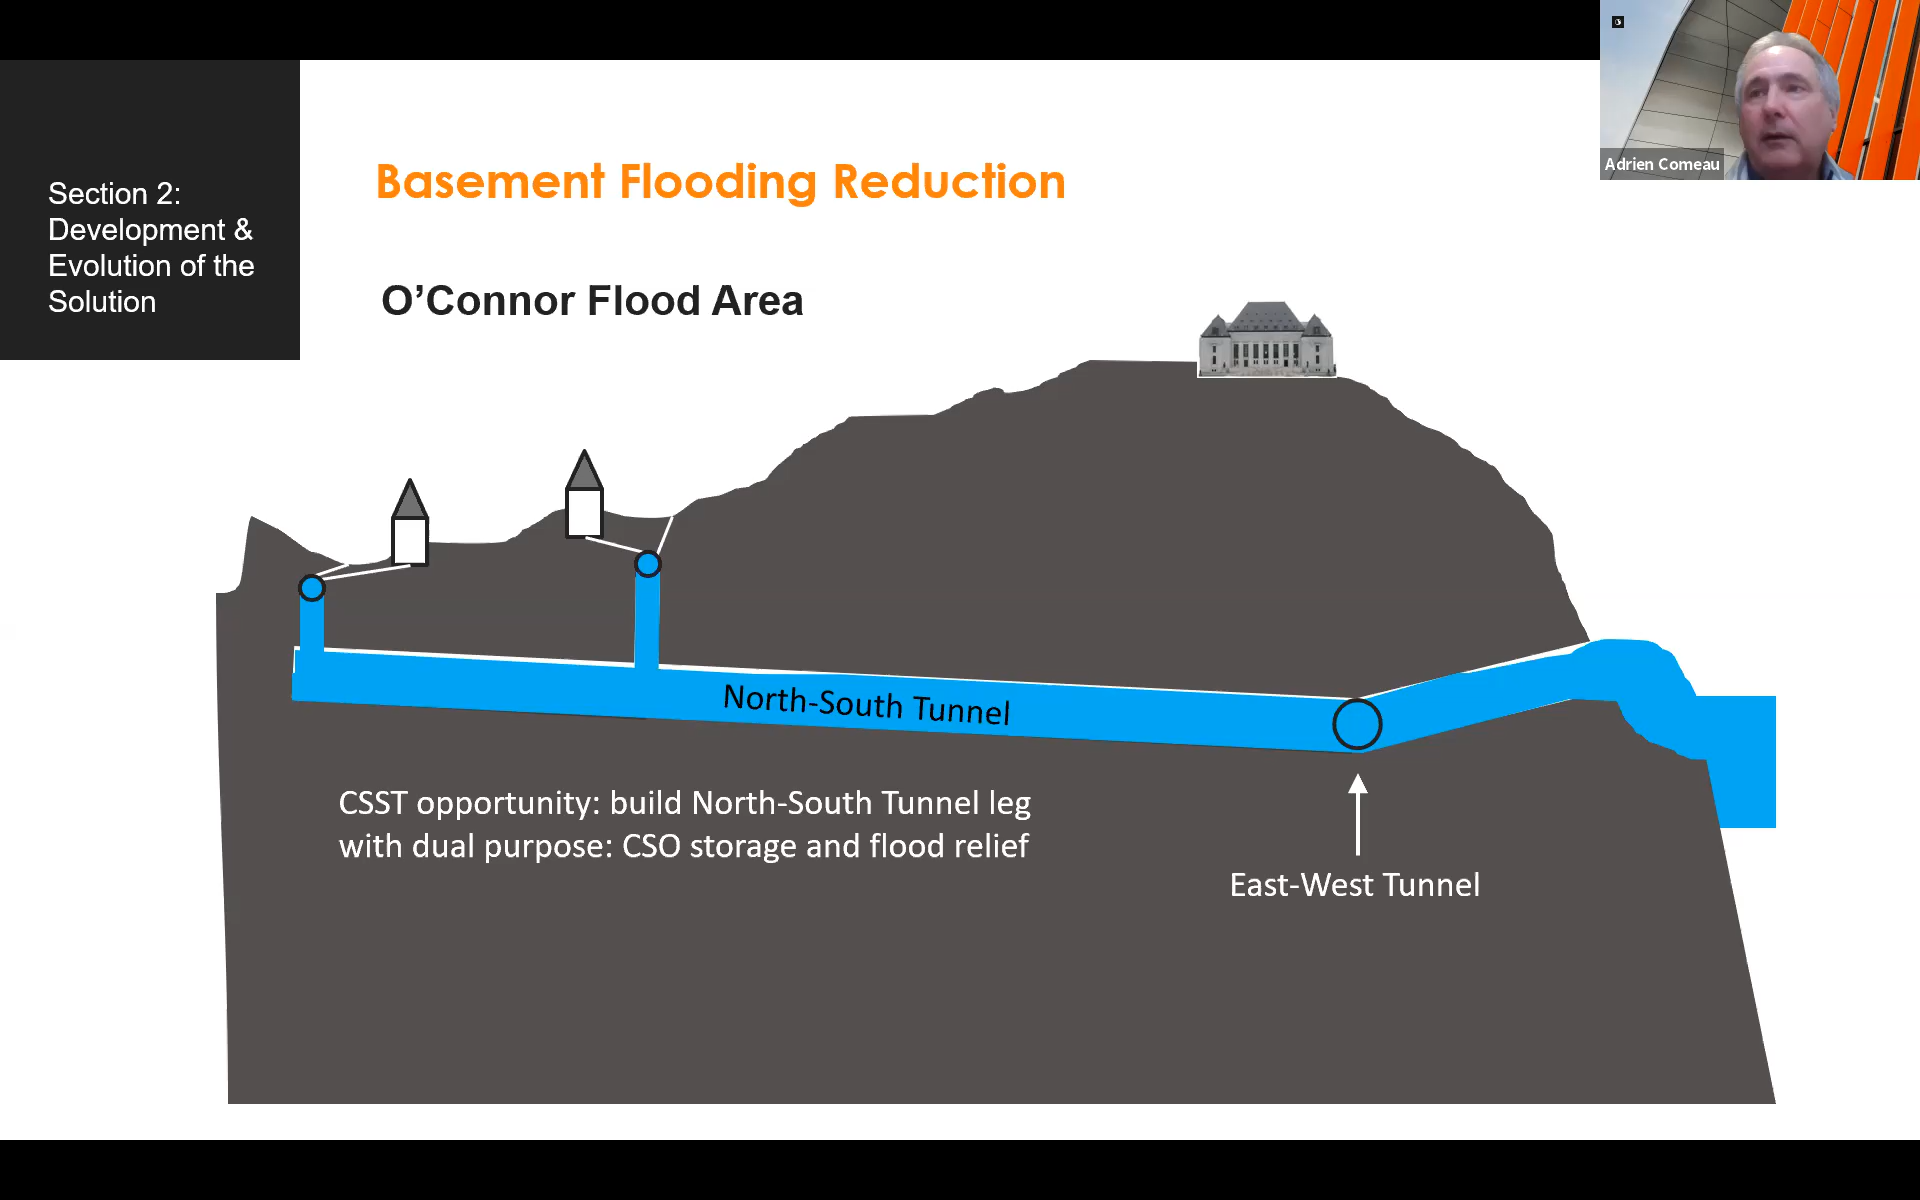 Section 2:
Development &
Evolution of the
Solution
Basement Flooding Reduction
O’Connor Flood Area
Adrien Comeau
North-South Tunnel
CSST opportunity: build North-South Tunnel leg
with dual purpose: CSO storage and flood relief
East-West Tunnel